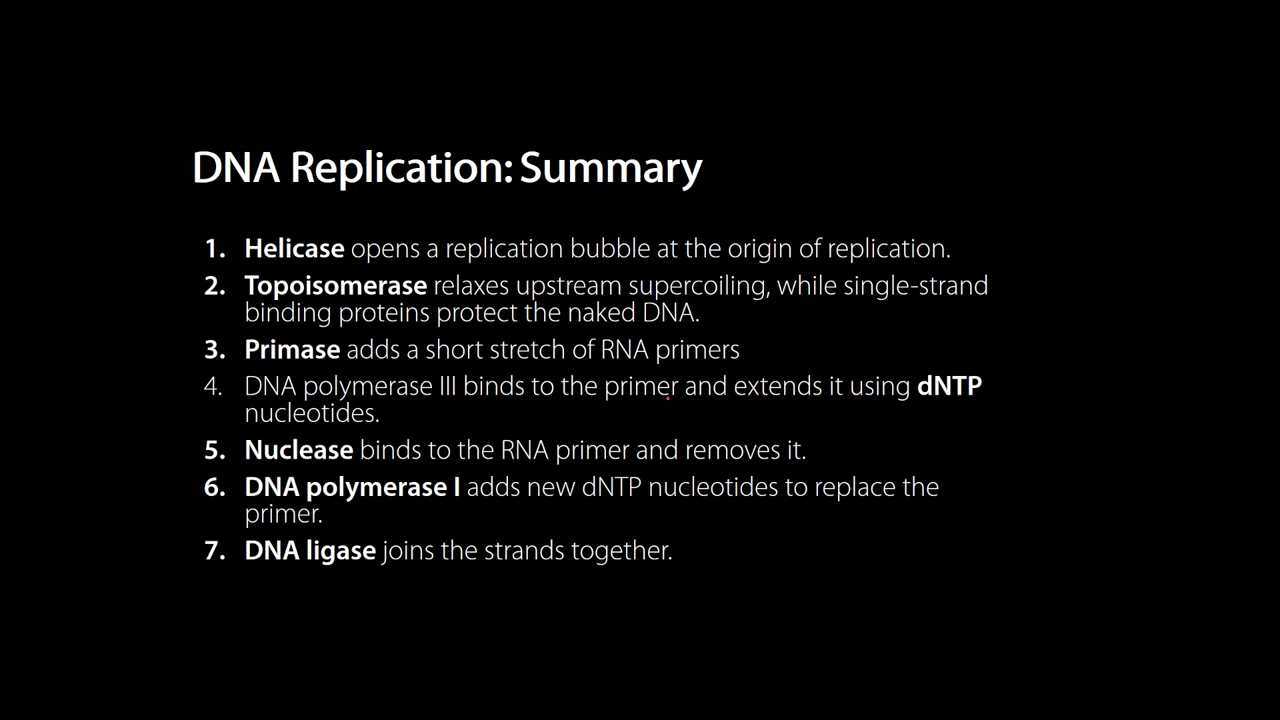 DNA Replication: Summary
1. Helicase opens a replication bubble at the origin of replication.
2. Topoisomerase relaxes upstream supercoiling, while single-strand
binding proteins protect the naked DNA.
3. Primase adds a short stretch of RNA primers
4. DNA polymerase III binds to the primer and extends it using dNTP
nucleotides.
5. Nuclease binds to the RNA primer and removes it.
6. DNA polymerase I adds new dNTP nucleotides to replace the
primer.
7. DNA ligase joins the strands together.